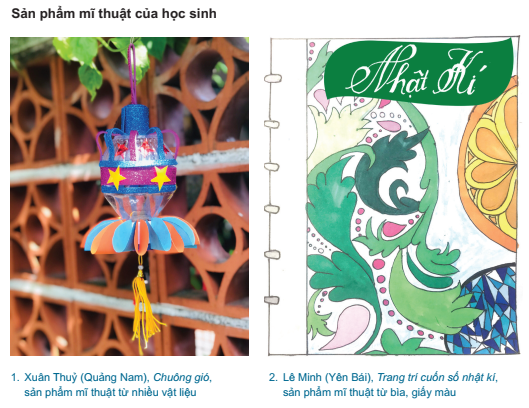 Sản phẩm mĩ thuật của học sinh
Nhật Kí
1. Xuân Thuỷ (Quảng Nam), Chuông gió,
sản phẩm mĩ thuật từ nhiều vật liệu
2. Lê Minh (Yên Bái), Trang trí cuốn sổ nhật kí,
sản phẩm mĩ thuật từ bìa, giấy màu